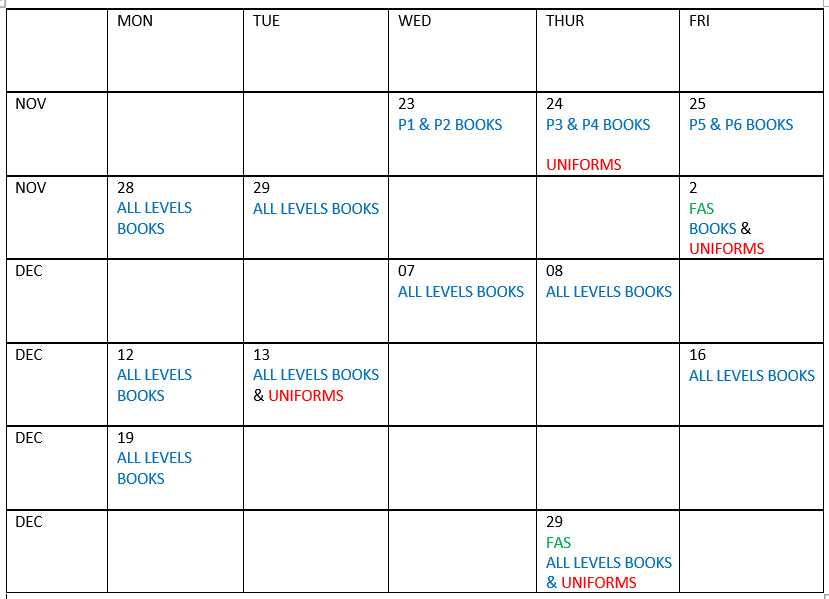 MON TUE WED THUR FRI
NOV 23 24 25
P1 & P2 BOOKS P3 & P4 BOOKS P5 & P6 BOOKS
UNIFORMS
NOV 28 29 2
ALL LEVELS ALL LEVELS BOOKS FAS
BOOKS BOOKS &
UNIFORMS
DEC 07 08
ALL LEVELS BOOKS ALL LEVELS BOOKS
DEC 12 13 16
ALL LEVELS ALL LEVELS BOOKS ALL LEVELS BOOKS
BOOKS & UNIFORMS
DEC 19
ALL LEVELS
BOOKS
DEC 29
FAS
ALL LEVELS BOOKS
& UNIFORMS